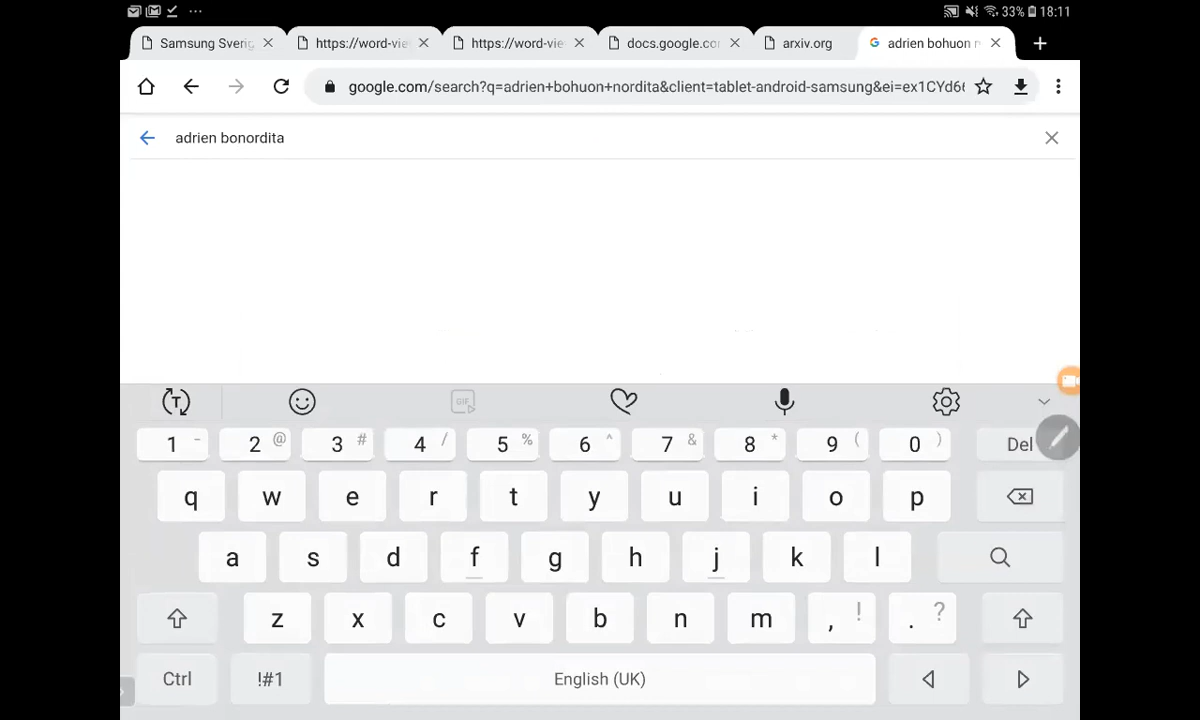 33% 18:11
Samsung Sverig
https://word-vie
https://word-vie
docs.google.co
arxiv.org
adrien bohuon n
google.com/search?q=adrien+bohuon+nordita&client=tablet-android-samsung&ei=ex1CYd6
adrien bonordita
T GIF
1 - 2 @ 3 # 4 / 5 % 6 ^ 7 & 8 * 9 ( 0 ) Del
q w e r t y u i o p
a s d f g h j k l
z x c v b n m , ! . ?
Ctrl !#1 English (UK)